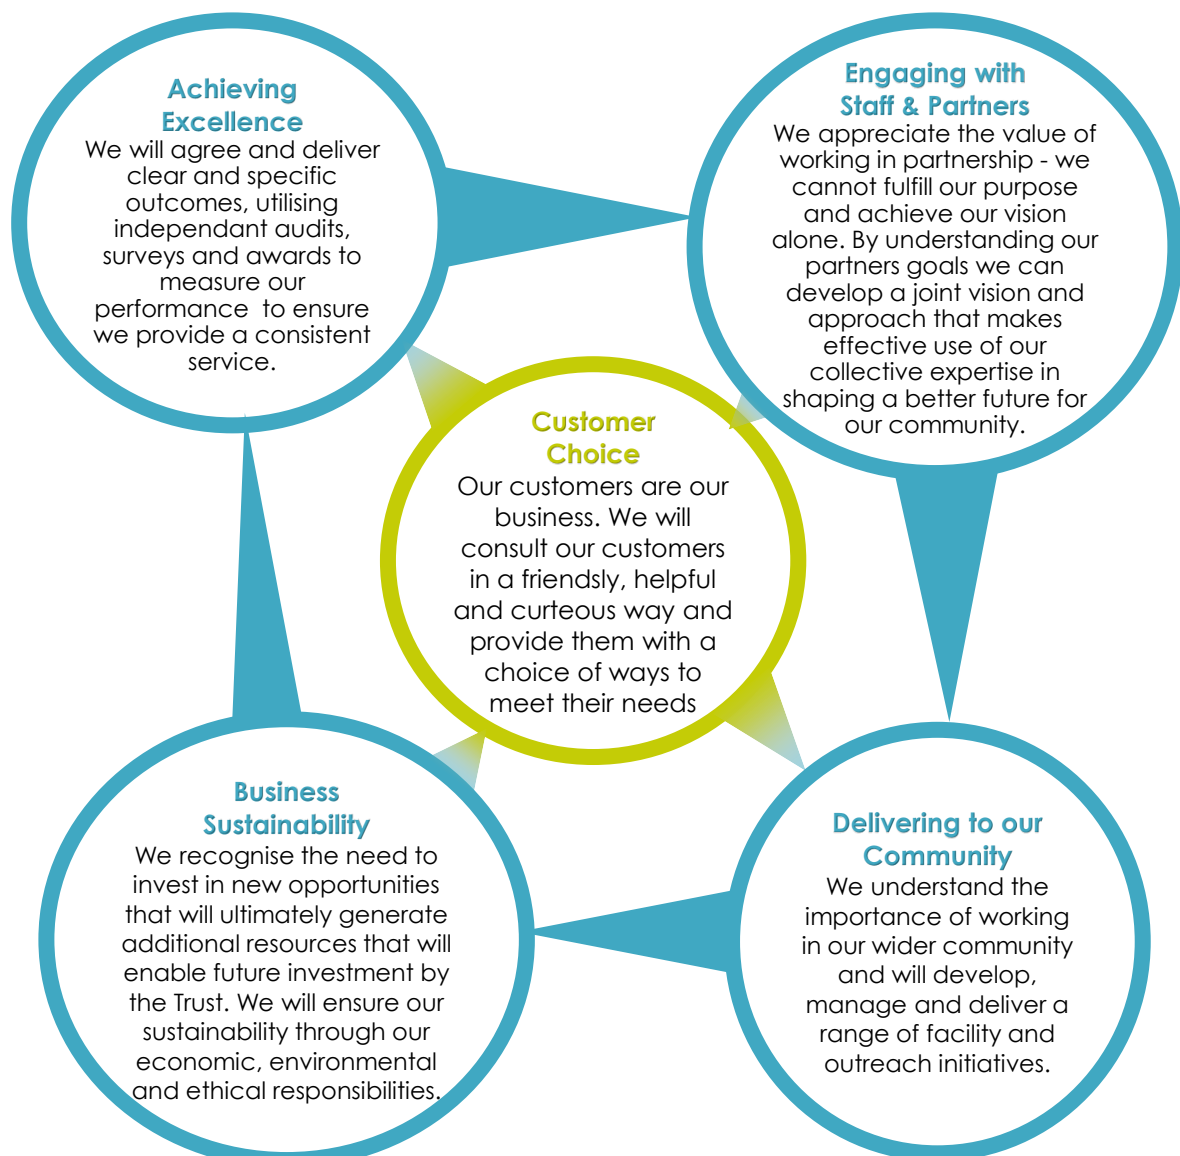 Achieving
Excellence
We will agree and deliver
clear and specific
outcomes, utilising
independant audits,
surveys and awards to
measure our
performance  to ensure
we provide a consistent
service.
Engaging with
Staff & Partners
We appreciate the value of
working in partnership - we
cannot fulfill our purpose
and achieve our vision
alone. By understanding our
partners goals we can
develop a joint vision and
approach that makes
effective use of our
collective expertise in
shaping a better future for
our community.
Customer
Choice
Our customers are our
business. We will
consult our customers
in a friendsly, helpful
and curteous way and
provide them with a
choice of ways to
meet their needs
Business
Sustainability
We recognise the need to
invest in new opportunities
that will ultimately generate
additional resources that will
enable future investment by
the Trust. We will ensure our
sustainability through our
economic, environmental
and ethical responsibilities.
Delivering to our
Community
We understand the
importance of working
in our wider community
and will develop,
manage and deliver a
range of facility and
outreach initiatives.